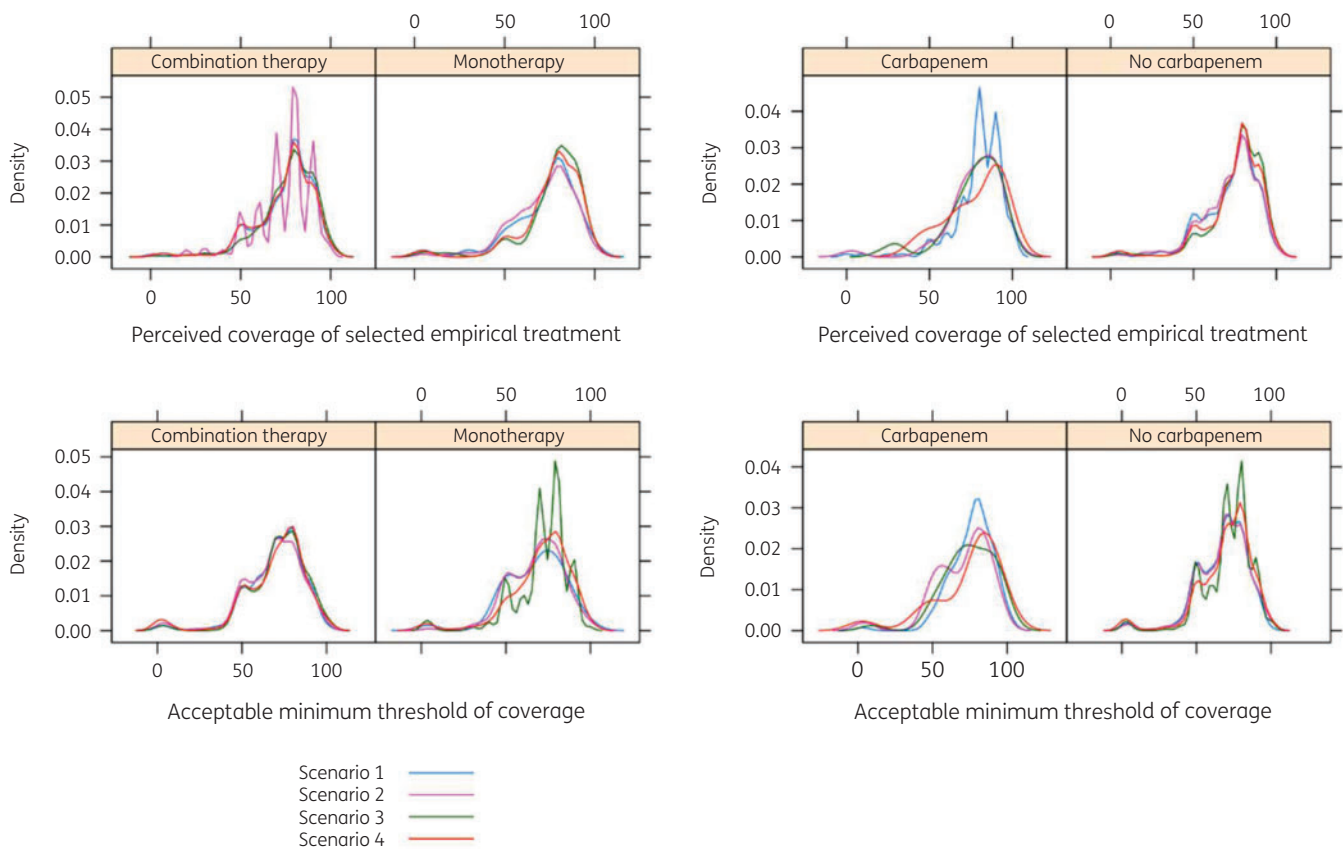 0 50 100
0 50 100
Combination therapy Monotherapy
Carbapenem No carbapenem
0.05
0.04
0.03
0.02
0.01
0.00
Density
0.04
0.03
0.02
0.01
0.00
Density
0 50 100
0 50 100
Perceived coverage of selected empirical treatment
Perceived coverage of selected empirical treatment
0 50 100
0 50 100
Combination therapy Monotherapy
Carbapenem No carbapenem
0.05
0.04
0.03
0.02
0.01
0.00
Density
0.04
0.03
0.02
0.01
0.00
Density
0 50 100
0 50 100
Acceptable minimum threshold of coverage
Acceptable minimum threshold of coverage
Scenario 1
Scenario 2
Scenario 3
Scenario 4